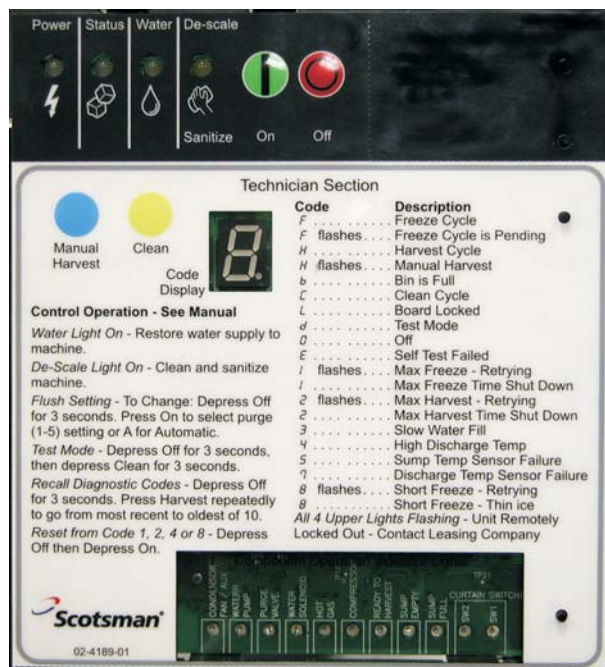 Power Status Water De-scale
Sanitize On Off
Technician Section
Manual
Harvest
Clean
Code
Display
Control Operation - See Manual
Water Light On - Restore water supply to
machine.
De-Scale Light On - Clean and sanitize
machine.
Flush Setting - To Change: Depress Off
for 3 seconds. Press On to select purge
(1-5) setting or A for Automatic.
Test Mode - Depress Off for 3 seconds,
then depress Clean for 3 seconds.
Recall Diagnostic Codes - Depress Off
for 3 seconds. Press Harvest repeatedly
to go from most recent to oldest of 10.
Reset from Code 1, 2, 4 or 8 - Depress
Off then Depress On.
Code Description
F . . . . . . . . . . Freeze Cycle
F flashes . . . . Freeze Cycle is Pending
H . . . . . . . . . . Harvest Cycle
H flashes . . . . Manual Harvest
b . . . . . . . . . . Bin is Full
C . . . . . . . . . . Clean Cycle
L . . . . . . . . . . Board Locked
d . . . . . . . . . . Test Mode
0 . . . . . . . . . . Off
E . . . . . . . . . . Self Test Failed
1 flashes . . . . Max Freeze - Retrying
1 . . . . . . . . . . Max Freeze Time Shut Down
2 flashes . . . . Max Harvest - Retrying
2 . . . . . . . . . . Max Harvest Time Shut Down
3 . . . . . . . . . . Slow Water Fill
4 . . . . . . . . . . High Discharge Temp
5 . . . . . . . . . . Sump Temp Sensor Failure
7 . . . . . . . . . . Discharge Temp Sensor Failure
8 flashes . . . . Short Freeze - Retrying
8 . . . . . . . . . . Short Freeze - Thin ice
All 4 Upper Lights Flashing - Unit Remotely
Locked Out - Contact Leasing Company
CONDENSOR
FAN / AUX
WATER
PUMP
PURGE
VALVE
WATER
SOLENOID
HOT
GAS
COMPRESSOR
READY TO
HARVEST
SUMP
EMPTY
SUMP
FULL
CURTAIN SWITCH
SW2
SW1
Scotsman
02-4189-01